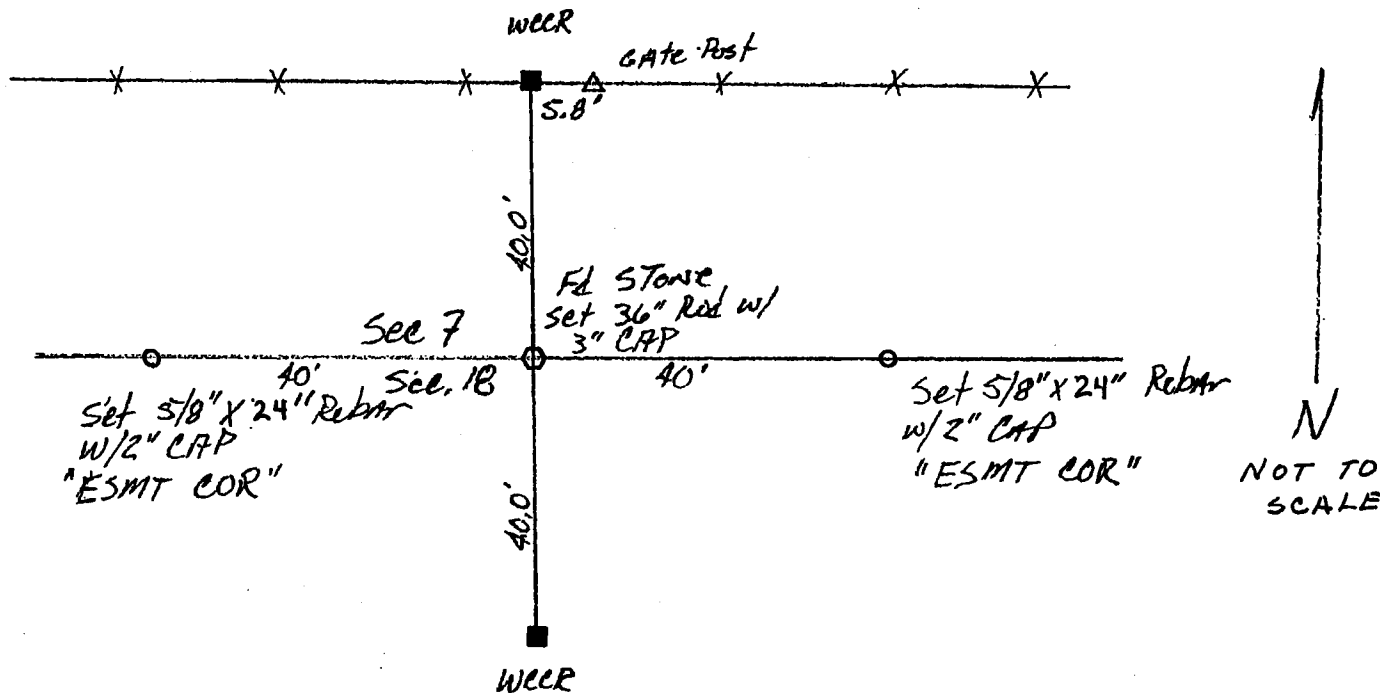 WCCR
GATE Post
5.8'
40.0'
Fd STONE
Set 36" Rod w/
3" CAP
Sec 7
40'
Sec. 18
40'
Set 5/8" X 24" Rebar
W/2" CAP
"ESMT COR"
Set 5/8" X 24" Rebar
W/2" CAP
"ESMT COR"
N
NOT TO
SCALE
40.0'
WCCR